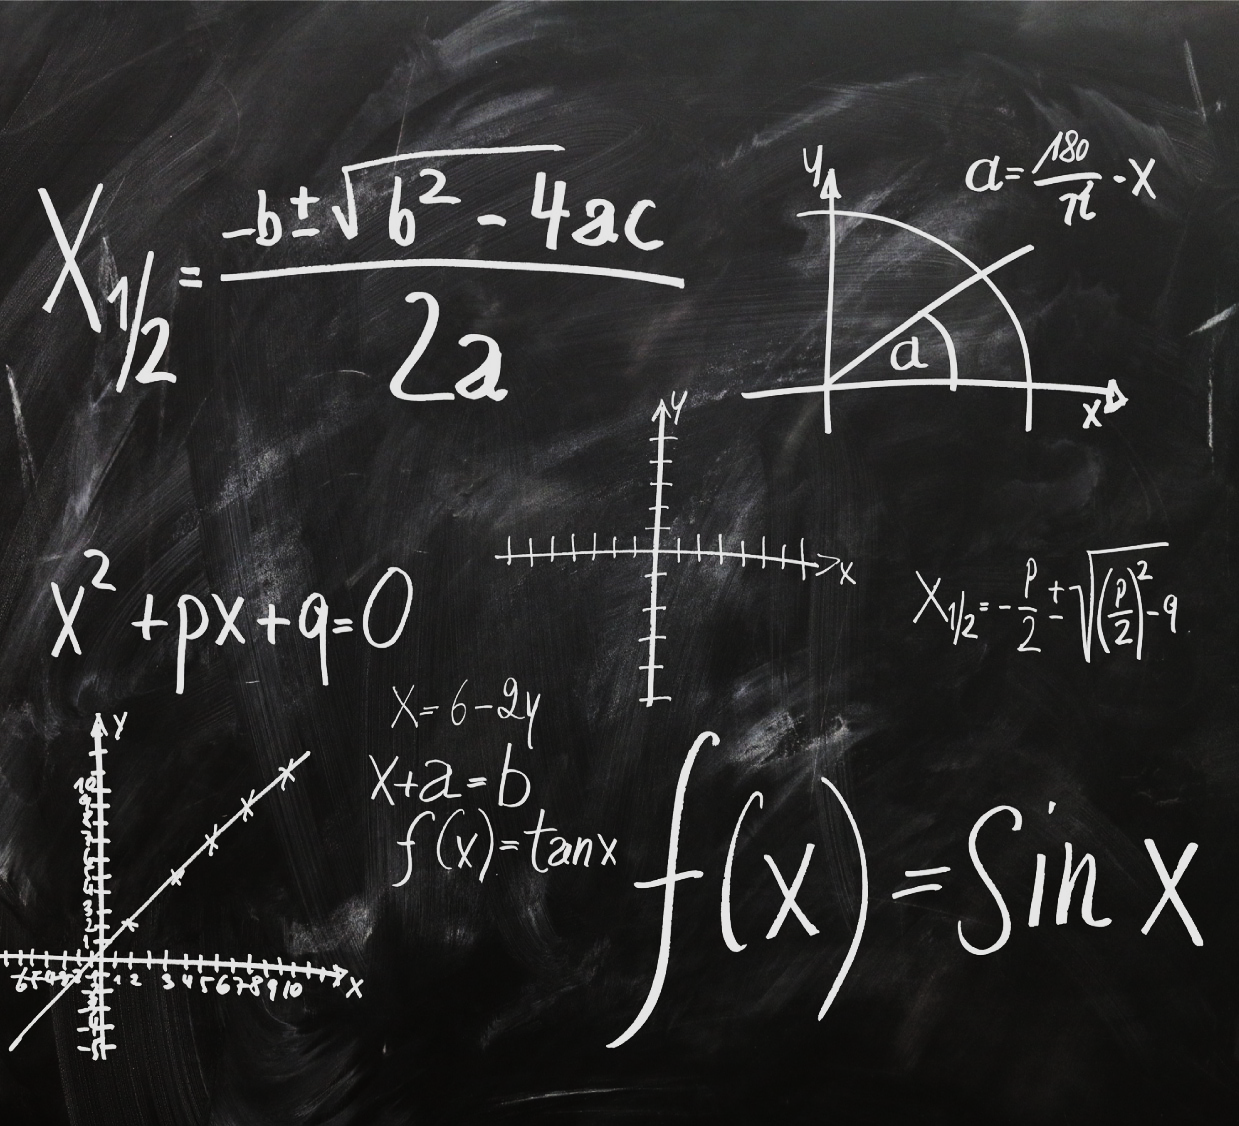 X₁/₂ = (-b ± √(b² - 4ac)) / 2a
y
a = 180/π · x
a
x
y
x
x² + px + q = 0
X₁/₂ = - p/2 ± √((p/2)² - q)
x = 6 - 2y
y
x + a = b
f(x) = tan x
f(x) = sin x
1 2 3 4 5 6 7 8 9 10
x